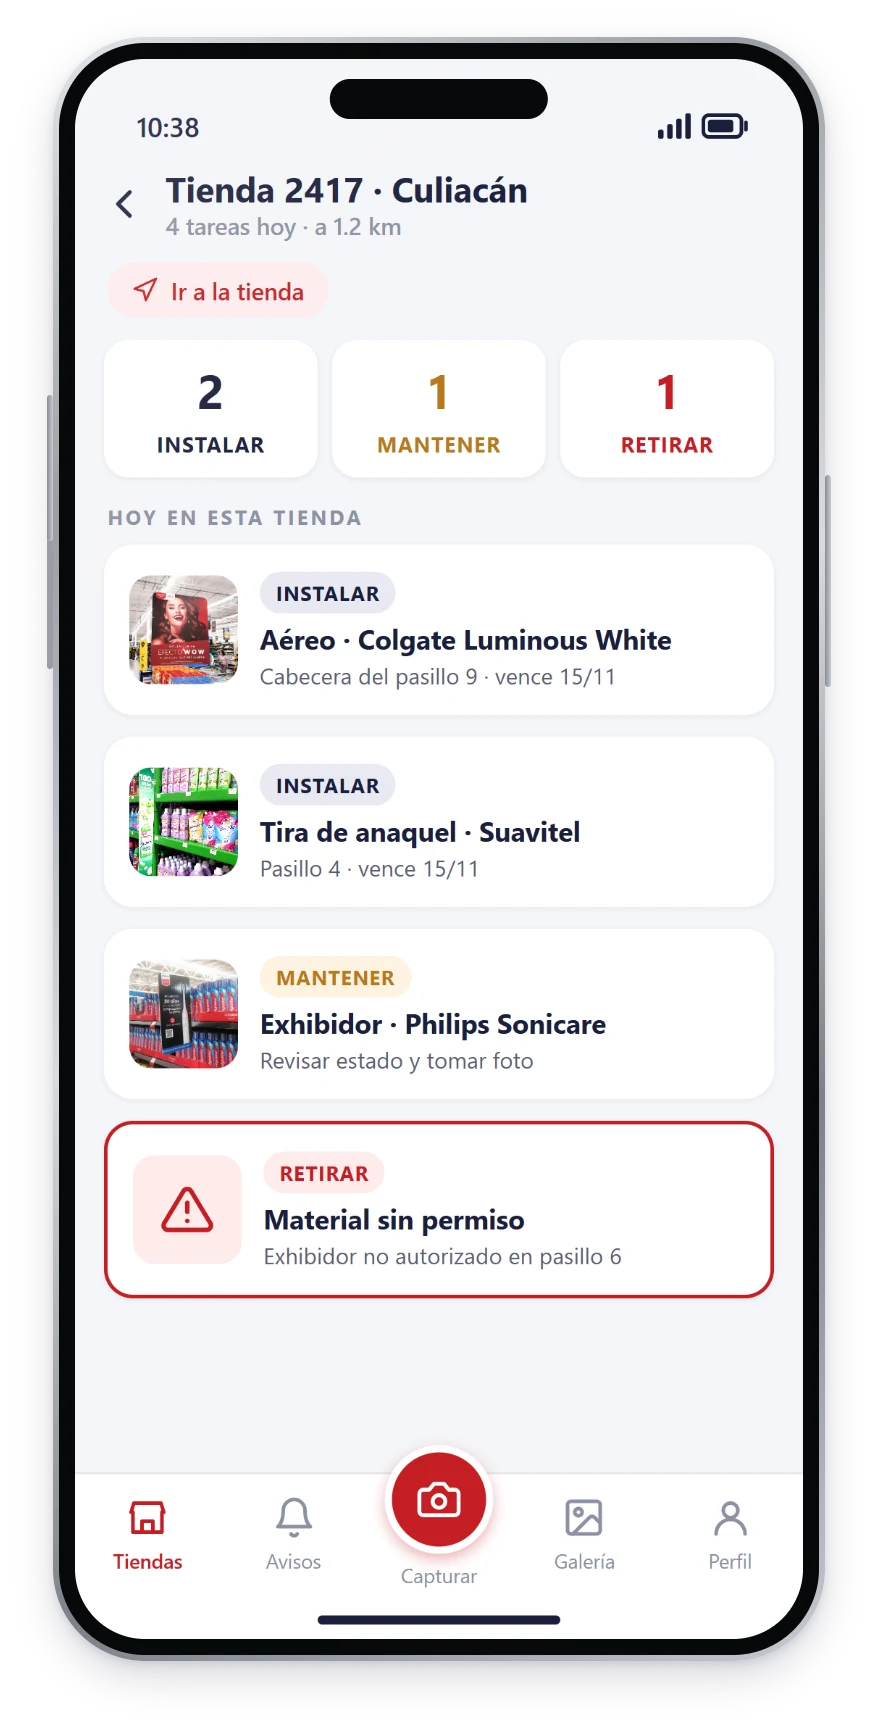 10:38
Tienda 2417 · Culiacán
4 tareas hoy · a 1.2 km
Ir a la tienda
2
INSTALAR
1
MANTENER
1
RETIRAR
HOY EN ESTA TIENDA
INSTALAR
Aéreo · Colgate Luminous White
Cabecera del pasillo 9 · vence 15/11
EFECTO WOW
INSTALAR
Tira de anaquel · Suavitel
Pasillo 4 · vence 15/11
MANTENER
Exhibidor · Philips Sonicare
Revisar estado y tomar foto
RETIRAR
Material sin permiso
Exhibidor no autorizado en pasillo 6
Tiendas
Avisos
Capturar
Galería
Perfil